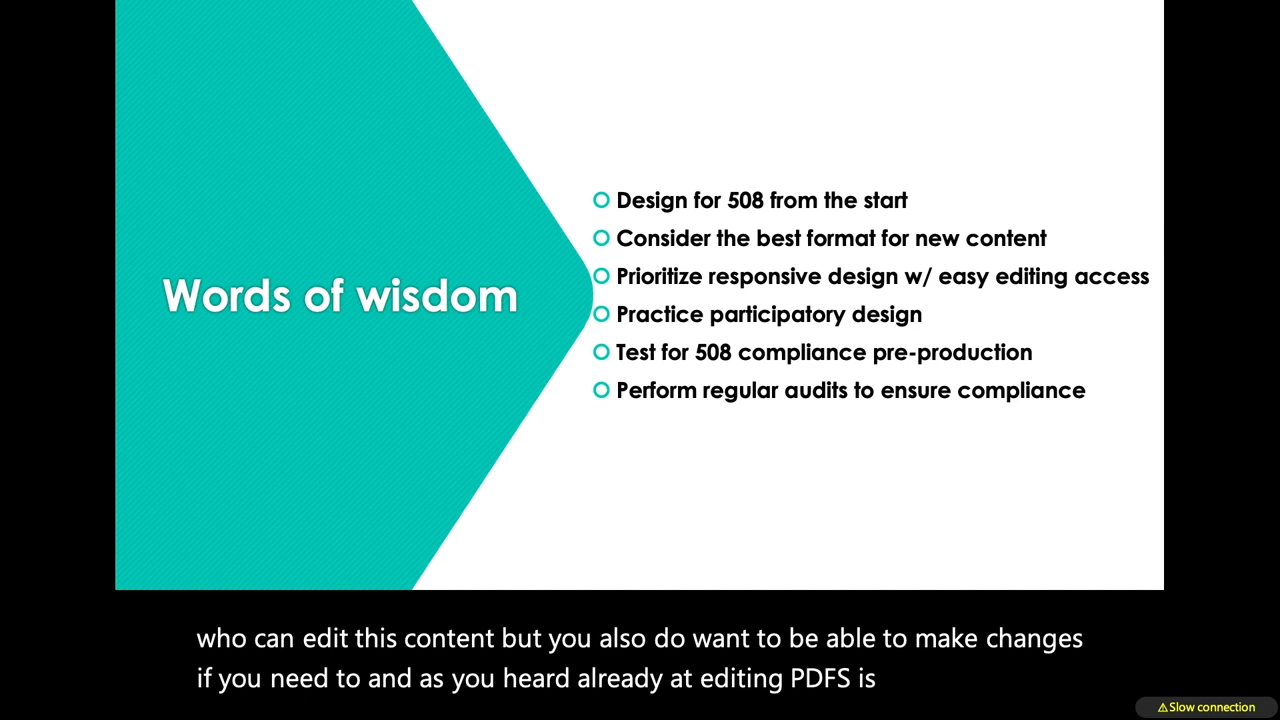 Words of wisdom
Design for 508 from the start
Consider the best format for new content
Prioritize responsive design w/ easy editing access
Practice participatory design
Test for 508 compliance pre-production
Perform regular audits to ensure compliance
who can edit this content but you also do want to be able to make changes
if you need to and as you heard already at editing PDFS is
⚠Slow connection